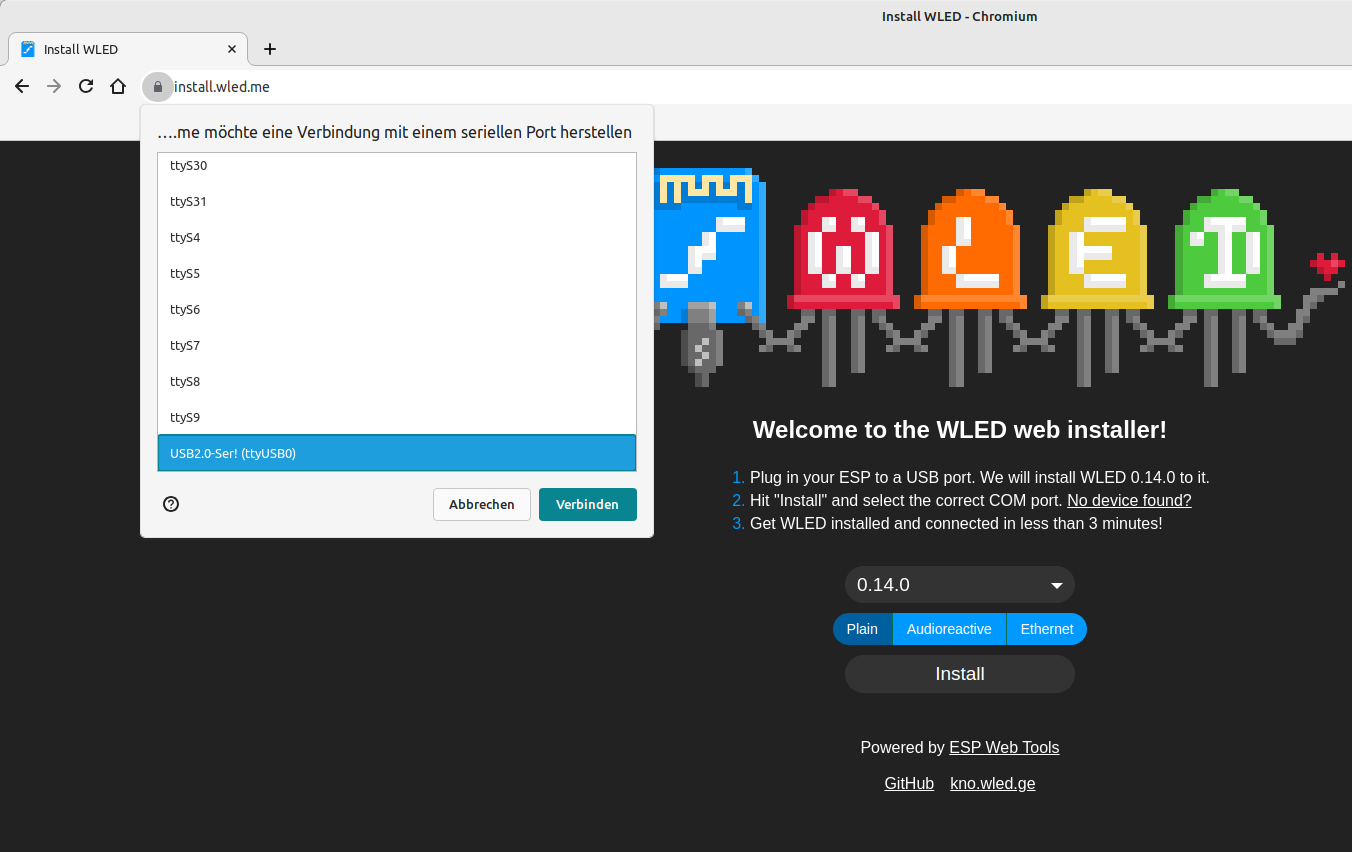 Install WLED - Chromium
Install WLED
install.wled.me
….me möchte eine Verbindung mit einem seriellen Port herstellen
ttyS30
ttyS31
ttyS4
ttyS5
ttyS6
ttyS7
ttyS8
ttyS9
USB2.0-Ser! (ttyUSB0)
Abbrechen
Verbinden
WLED
Welcome to the WLED web installer!
1. Plug in your ESP to a USB port. We will install WLED 0.14.0 to it.
2. Hit "Install" and select the correct COM port. No device found?
3. Get WLED installed and connected in less than 3 minutes!
0.14.0
Plain Audioreactive Ethernet
Install
Powered by ESP Web Tools
GitHub kno.wled.ge